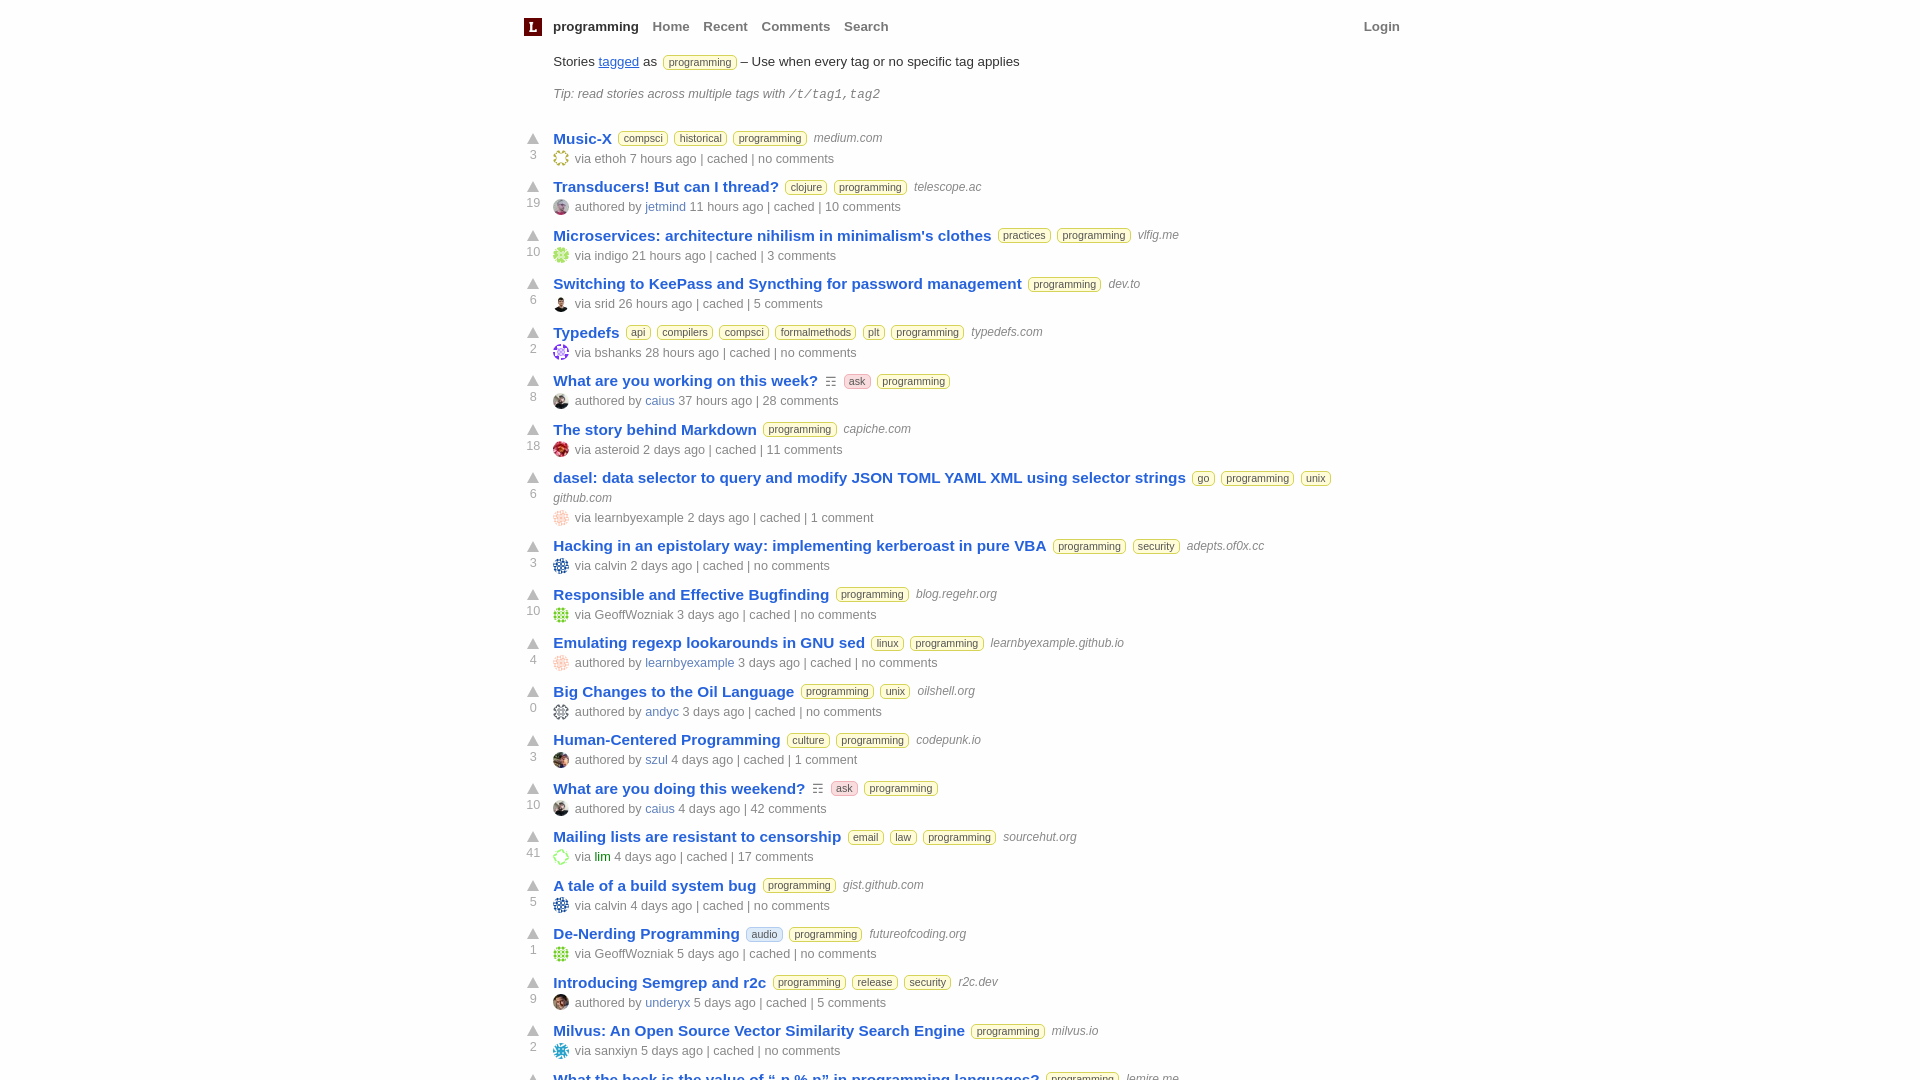 L programming Home Recent Comments Search Login
Stories tagged as programming – Use when every tag or no specific tag applies
Tip: read stories across multiple tags with /t/tag1,tag2
Music-X compsci historical programming medium.com
3 via ethoh 7 hours ago | cached | no comments
Transducers! But can I thread? clojure programming telescope.ac
19 authored by jetmind 11 hours ago | cached | 10 comments
Microservices: architecture nihilism in minimalism's clothes practices programming vlfig.me
10 via indigo 21 hours ago | cached | 3 comments
Switching to KeePass and Syncthing for password management programming dev.to
6 via srid 26 hours ago | cached | 5 comments
Typedefs api compilers compsci formalmethods plt programming typedefs.com
2 via bshanks 28 hours ago | cached | no comments
What are you working on this week? ☶ ask programming
8 authored by caius 37 hours ago | 28 comments
The story behind Markdown programming capiche.com
18 via asteroid 2 days ago | cached | 11 comments
dasel: data selector to query and modify JSON TOML YAML XML using selector strings go programming unix
6 github.com
via learnbyexample 2 days ago | cached | 1 comment
Hacking in an epistolary way: implementing kerberoast in pure VBA programming security adepts.of0x.cc
3 via calvin 2 days ago | cached | no comments
Responsible and Effective Bugfinding programming blog.regehr.org
10 via GeoffWozniak 3 days ago | cached | no comments
Emulating regexp lookarounds in GNU sed linux programming learnbyexample.github.io
4 authored by learnbyexample 3 days ago | cached | no comments
Big Changes to the Oil Language programming unix oilshell.org
0 authored by andyc 3 days ago | cached | no comments
Human-Centered Programming culture programming codepunk.io
3 authored by szul 4 days ago | cached | 1 comment
What are you doing this weekend? ☶ ask programming
10 authored by caius 4 days ago | 42 comments
Mailing lists are resistant to censorship email law programming sourcehut.org
41 via lim 4 days ago | cached | 17 comments
A tale of a build system bug programming gist.github.com
5 via calvin 4 days ago | cached | no comments
De-Nerding Programming audio programming futureofcoding.org
1 via GeoffWozniak 5 days ago | cached | no comments
Introducing Semgrep and r2c programming release security r2c.dev
9 authored by underyx 5 days ago | cached | 5 comments
Milvus: An Open Source Vector Similarity Search Engine programming milvus.io
2 via sanxiyn 5 days ago | cached | no comments
What the heck is the value of “-n % n” in programming languages? programming lemire.me